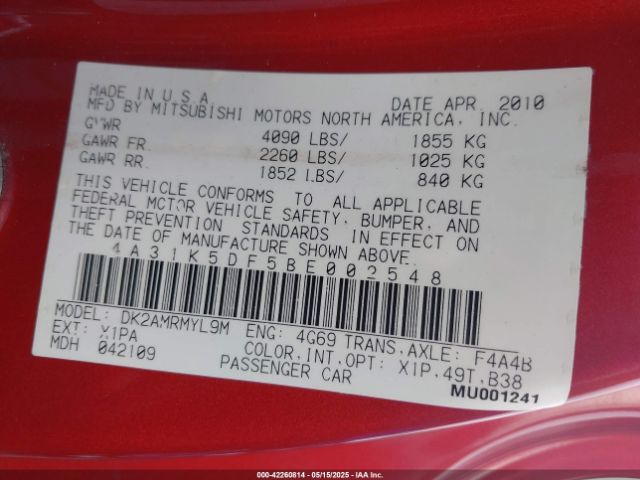 MADE IN U S A DATE APR. 2010
MFD BY MITSUBISHI MOTORS NORTH AMERICA, INC.
GVWR 4090 LBS/ 1855 KG
GAWR FR. 2260 LBS/ 1025 KG
GAWR RR. 1852 LBS/ 840 KG
THIS VEHICLE CONFORMS TO ALL APPLICABLE
FEDERAL MOTOR VEHICLE SAFETY, BUMPER, AND
THEFT PREVENTION STANDARDS IN EFFECT ON
THE DATE OF MANUFACTURE SHOWN ABOVE.
4A31K5DF5BE002548
MODEL: DK2AMRMYL9M ENG: 4G69 TRANS,AXLE: F4A4B
EXT: X1PA COLOR,INT,OPT: X1P,49T,B38
MDH 042109 PASSENGER CAR
MU001241
000-42260814 - 05/15/2025 - IAA Inc.